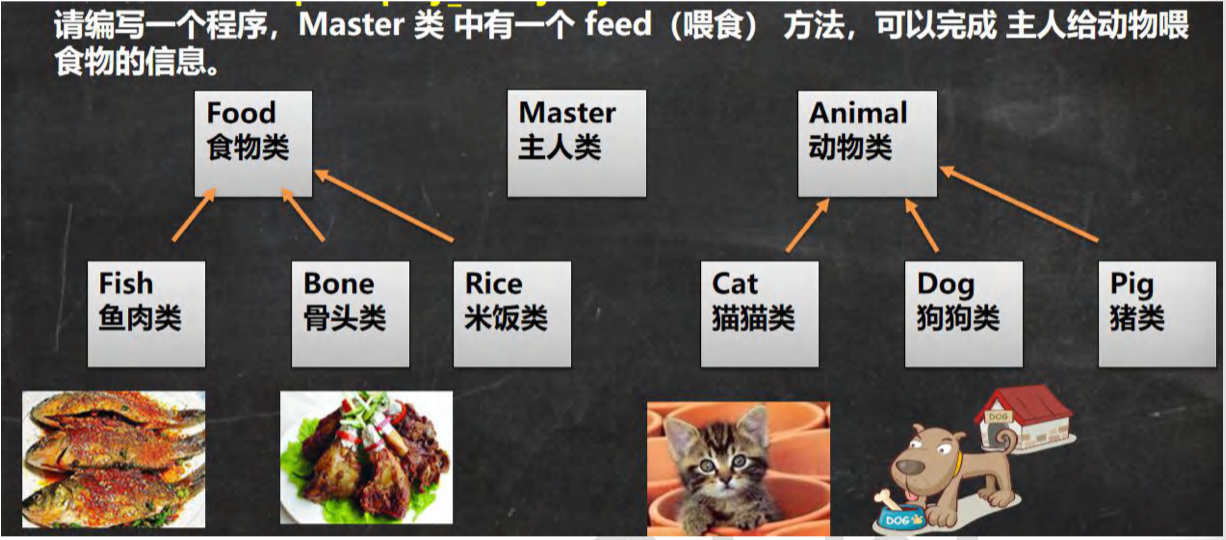 请编写一个程序，Master 类 中有一个 feed（喂食） 方法，可以完成 主人给动物喂
食物的信息。
Food
食物类
Master
主人类
Animal
动物类
Fish
鱼肉类
Bone
骨头类
Rice
米饭类
Cat
猫猫类
Dog
狗狗类
Pig
猪类
DOG
DOG